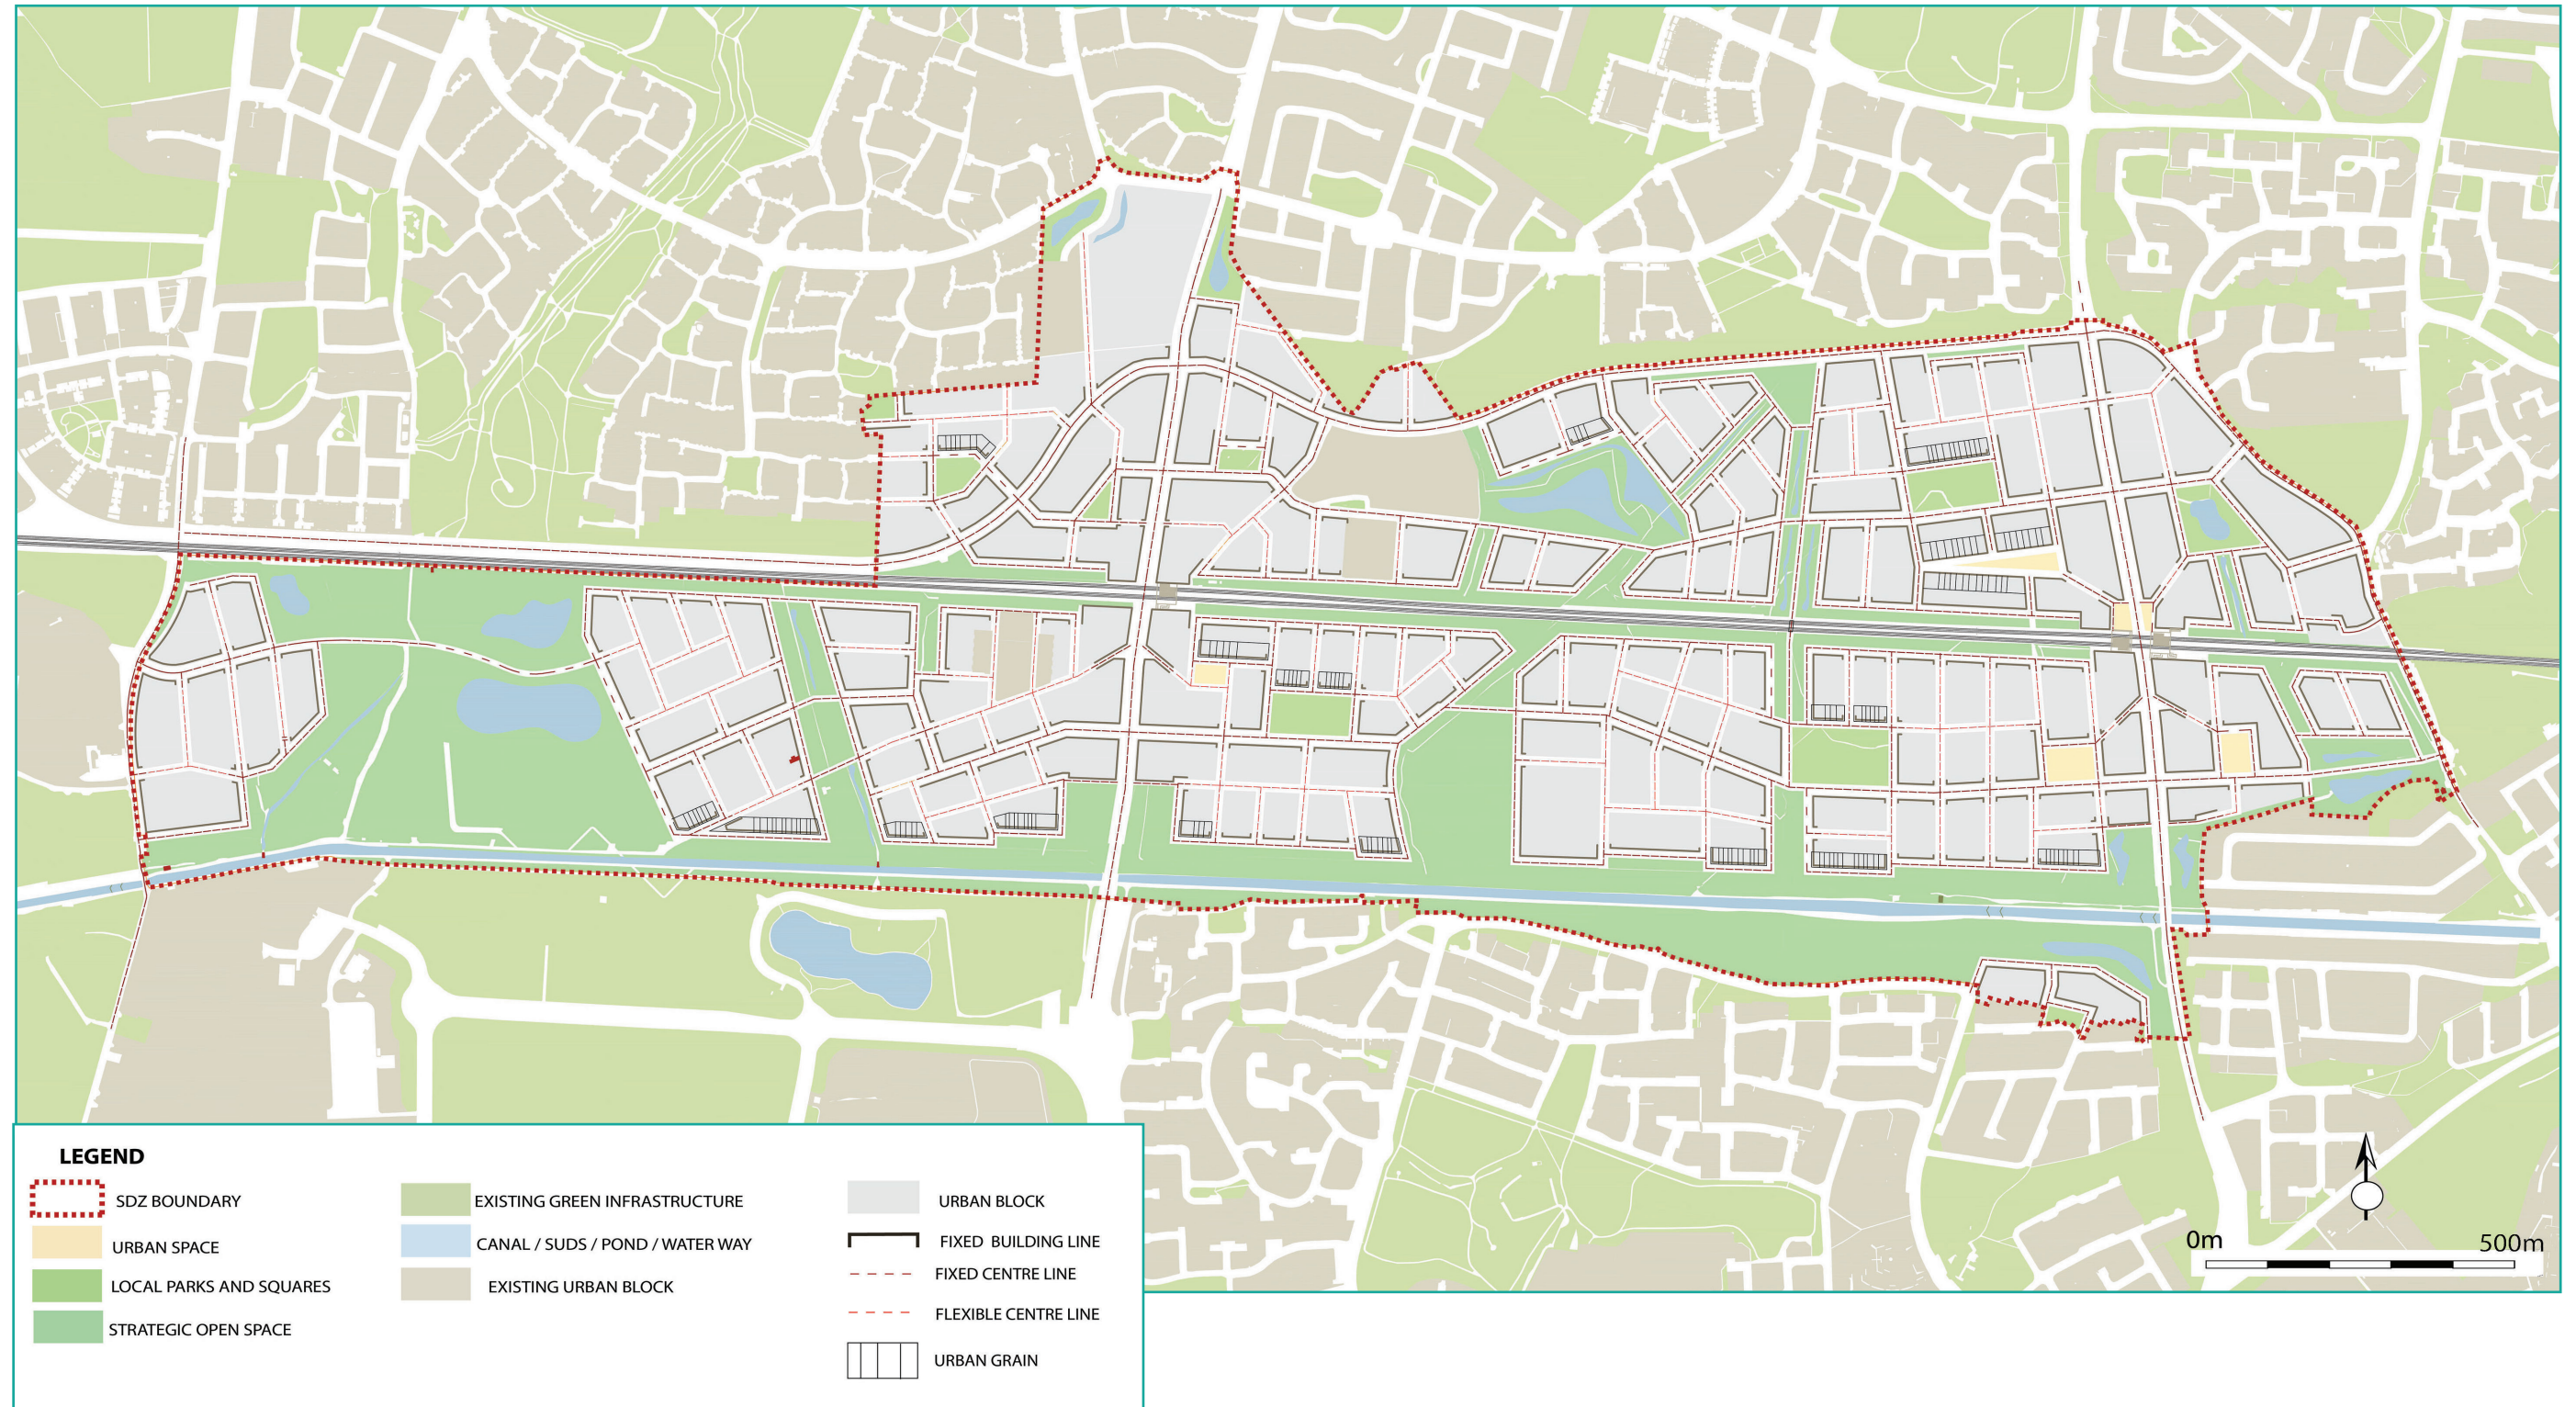 0m
500m
LEGEND
SDZ BOUNDARY
URBAN SPACE
LOCAL PARKS AND SQUARES
STRATEGIC OPEN SPACE
EXISTING GREEN INFRASTRUCTURE
CANAL / SUDS / POND / WATER WAY
EXISTING URBAN BLOCK
URBAN BLOCK
FIXED BUILDING LINE
FIXED CENTRE LINE
FLEXIBLE CENTRE LINE
URBAN GRAIN